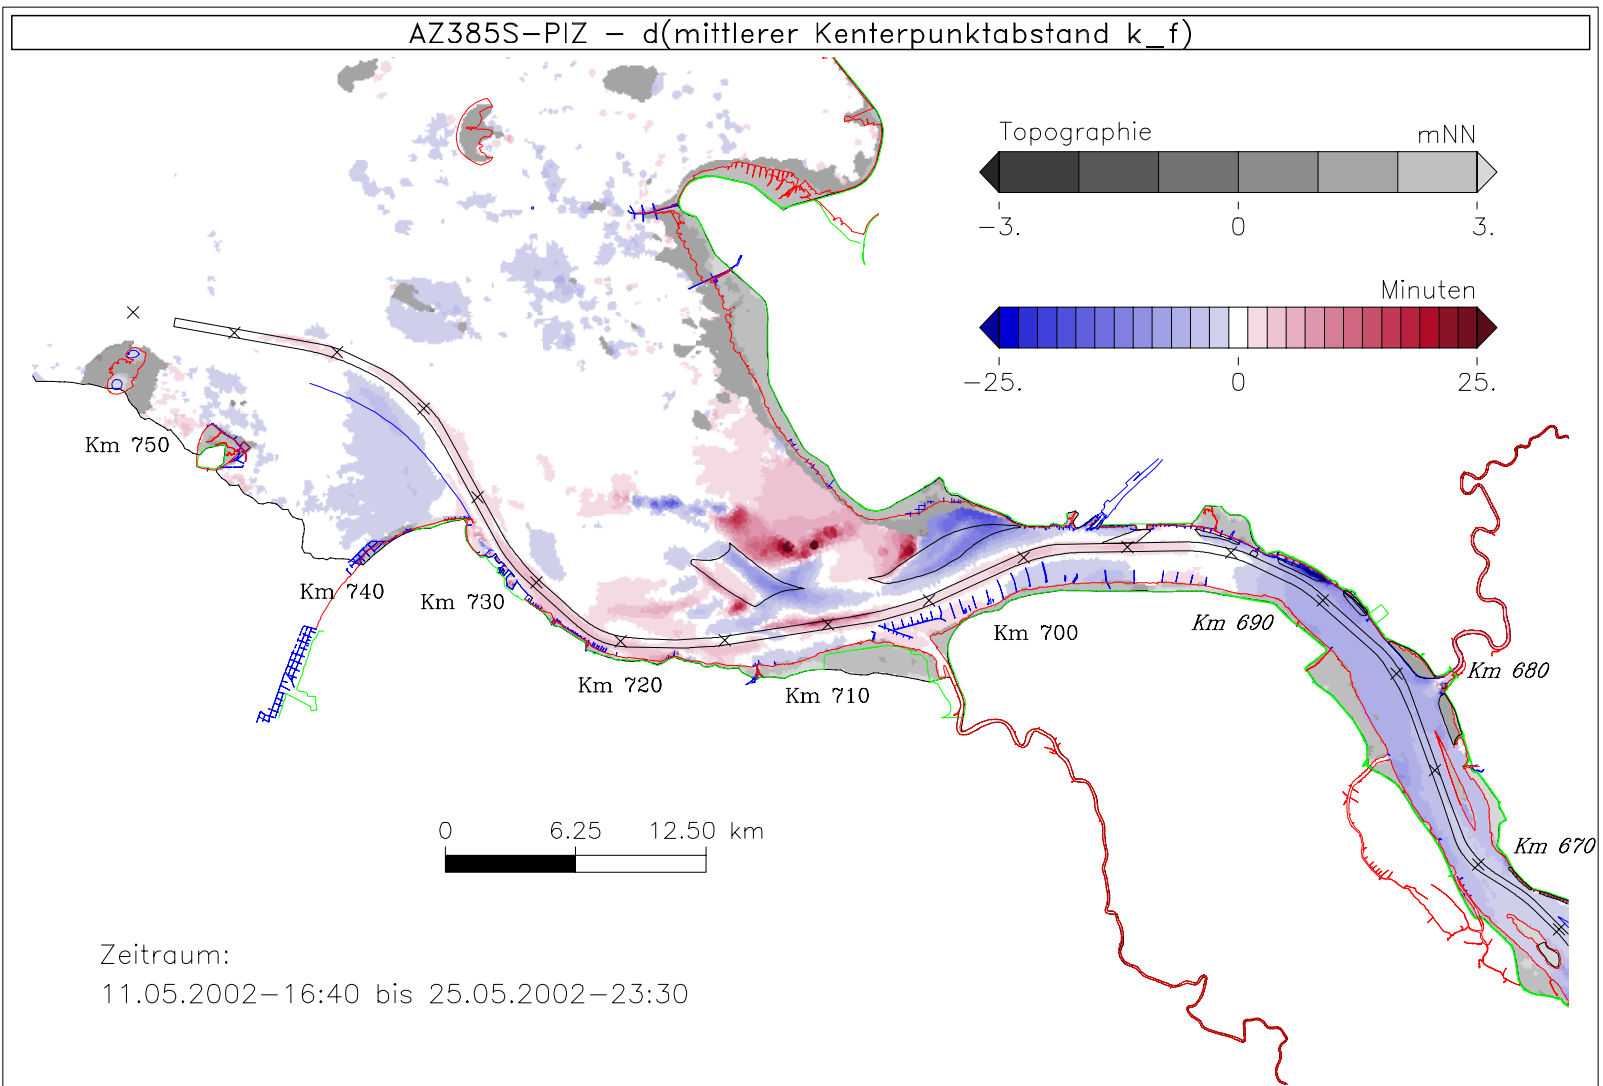 AZ385S-PIZ - d(mittlerer Kenterpunktabstand k_f)
Topographie mNN
-3. 0 3.
Minuten
-25. 0 25.
Km 750
Km 740
Km 730
Km 720
Km 710
Km 700
Km 690
Km 680
Km 670
0 6.25 12.50 km
Zeitraum:
11.05.2002-16:40 bis 25.05.2002-23:30